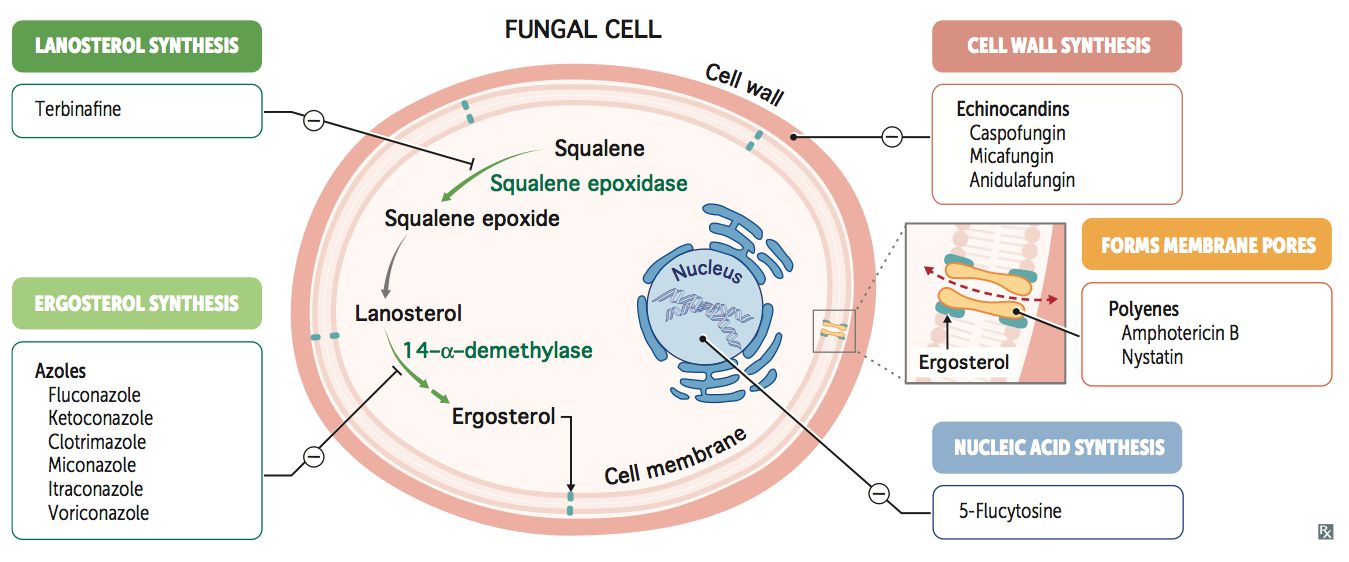 FUNGAL CELL
LANOSTEROL SYNTHESIS
Terbinafine
ERGOSTEROL SYNTHESIS
Azoles
Fluconazole
Ketoconazole
Clotrimazole
Miconazole
Itraconazole
Voriconazole
Cell wall
Squalene
Squalene epoxidase
Squalene epoxide
Lanosterol
14-α-demethylase
Ergosterol
Cell membrane
Nucleus
CELL WALL SYNTHESIS
Echinocandins
Caspofungin
Micafungin
Anidulafungin
FORMS MEMBRANE PORES
Polyenes
Amphotericin B
Nystatin
Ergosterol
NUCLEIC ACID SYNTHESIS
5-Flucytosine
℞